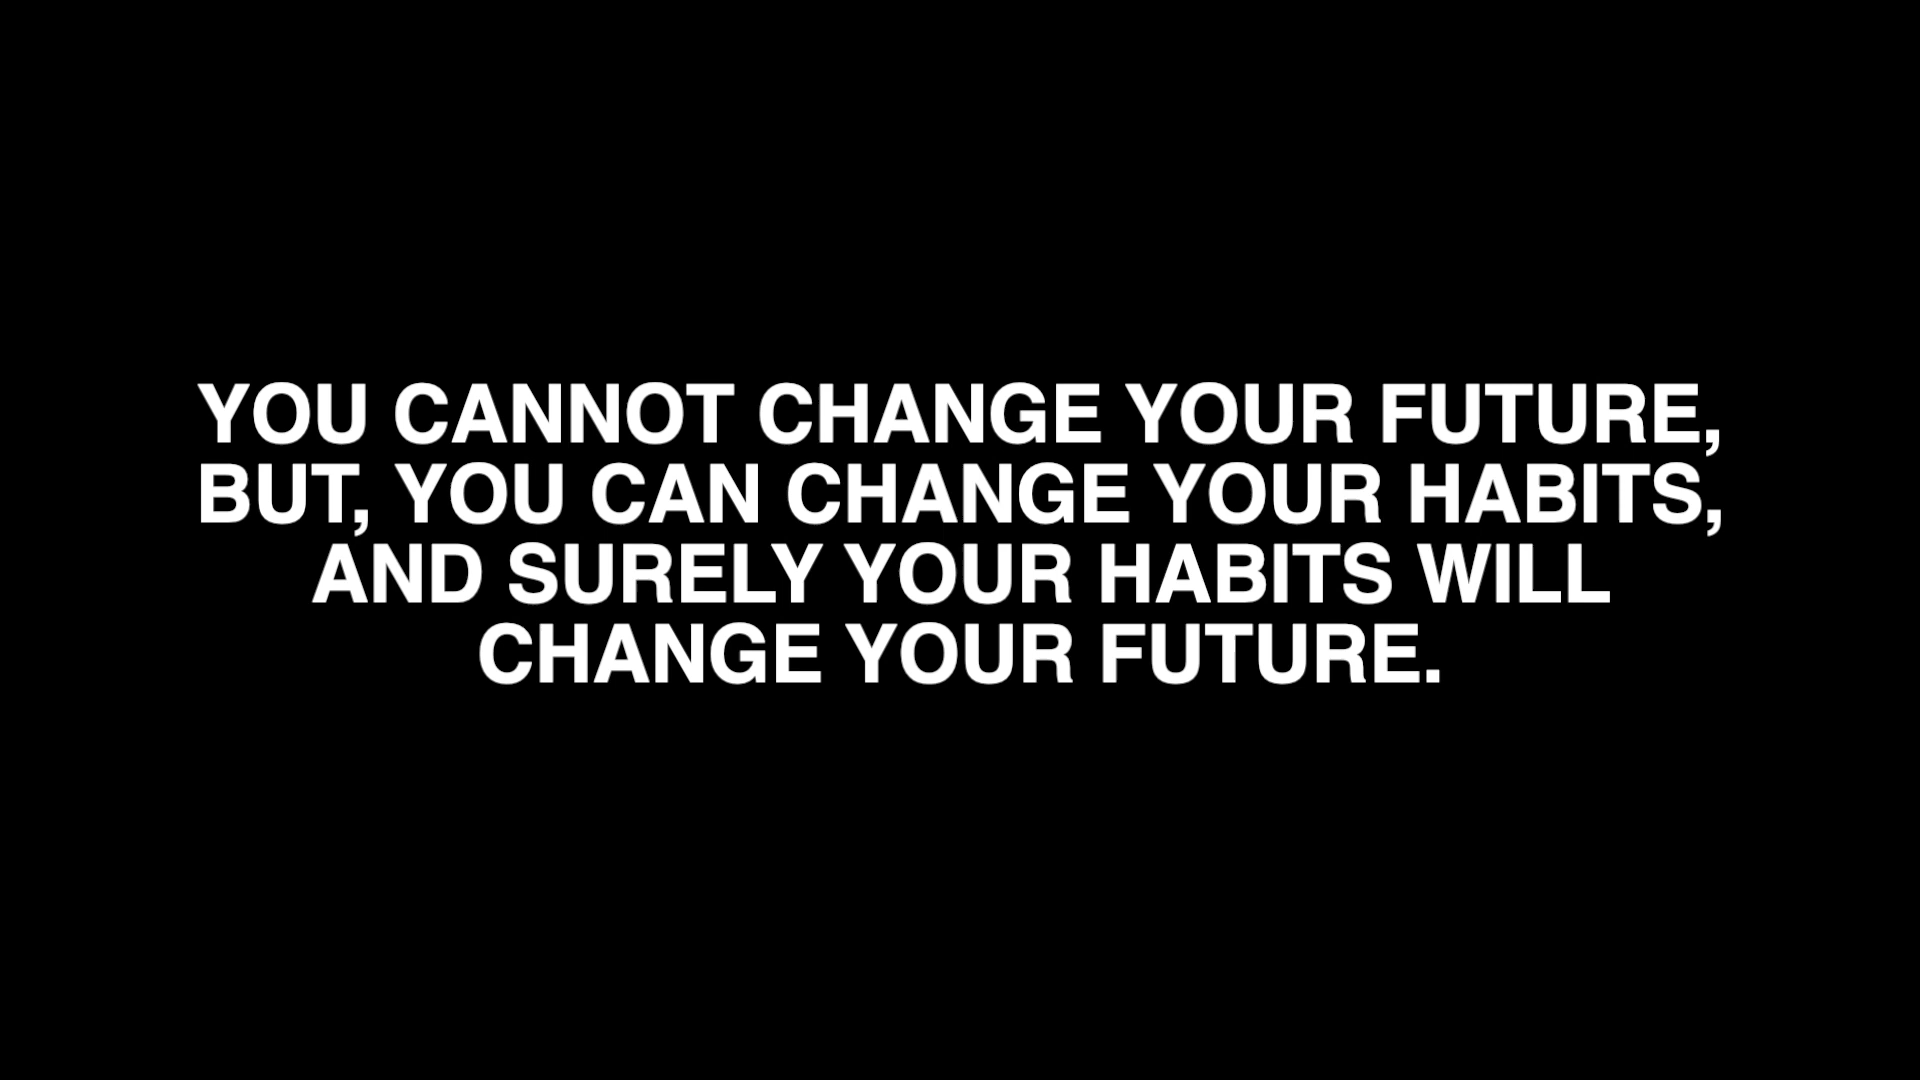 YOU CANNOT CHANGE YOUR FUTURE,
BUT, YOU CAN CHANGE YOUR HABITS,
AND SURELY YOUR HABITS WILL
CHANGE YOUR FUTURE.